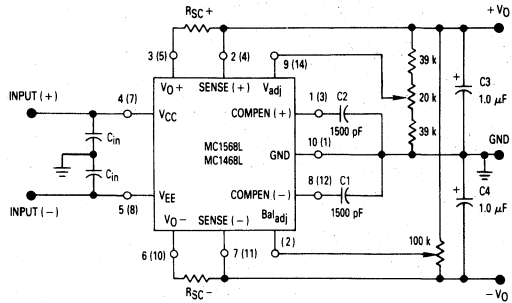 RSC+
+VO
3 (5)
2 (4)
9 (14)
39 k
VO+
SENSE (+)
Vadj
C3
1.0 µF
+
INPUT (+)
4 (7)
VCC
COMPEN (+)
1 (3)
C2
1500 pF
20 k
Cin
MC1568L
MC1468L
GND
10 (1)
39 k
GND
Cin
COMPEN (−)
8 (12)
C1
1500 pF
+
C4
1.0 µF
INPUT (−)
5 (8)
VEE
VO−
SENSE (−)
Baladj
6 (10)
7 (11)
(2)
100 k
RSC−
−VO